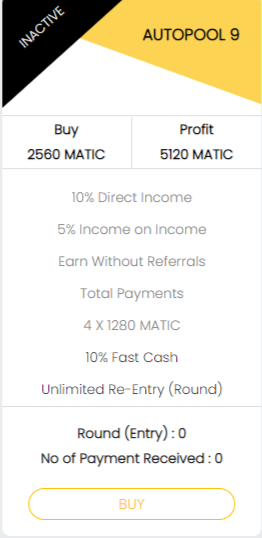 INACTIVE
AUTOPOOL 9
Buy Profit
2560 MATIC 5120 MATIC
10% Direct Income
5% Income on Income
Earn Without Referrals
Total Payments
4 X 1280 MATIC
10% Fast Cash
Unlimited Re-Entry (Round)
Round (Entry) : 0
No of Payment Received : 0
BUY